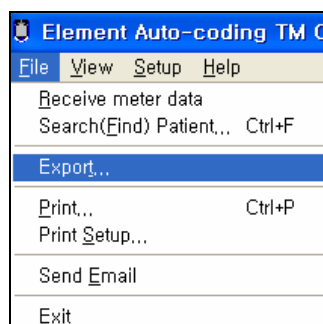 Element Auto-coding TM
File View Setup Help
Receive meter data
Search(Find) Patient... Ctrl+F
Export...
Print... Ctrl+P
Print Setup...
Send Email
Exit